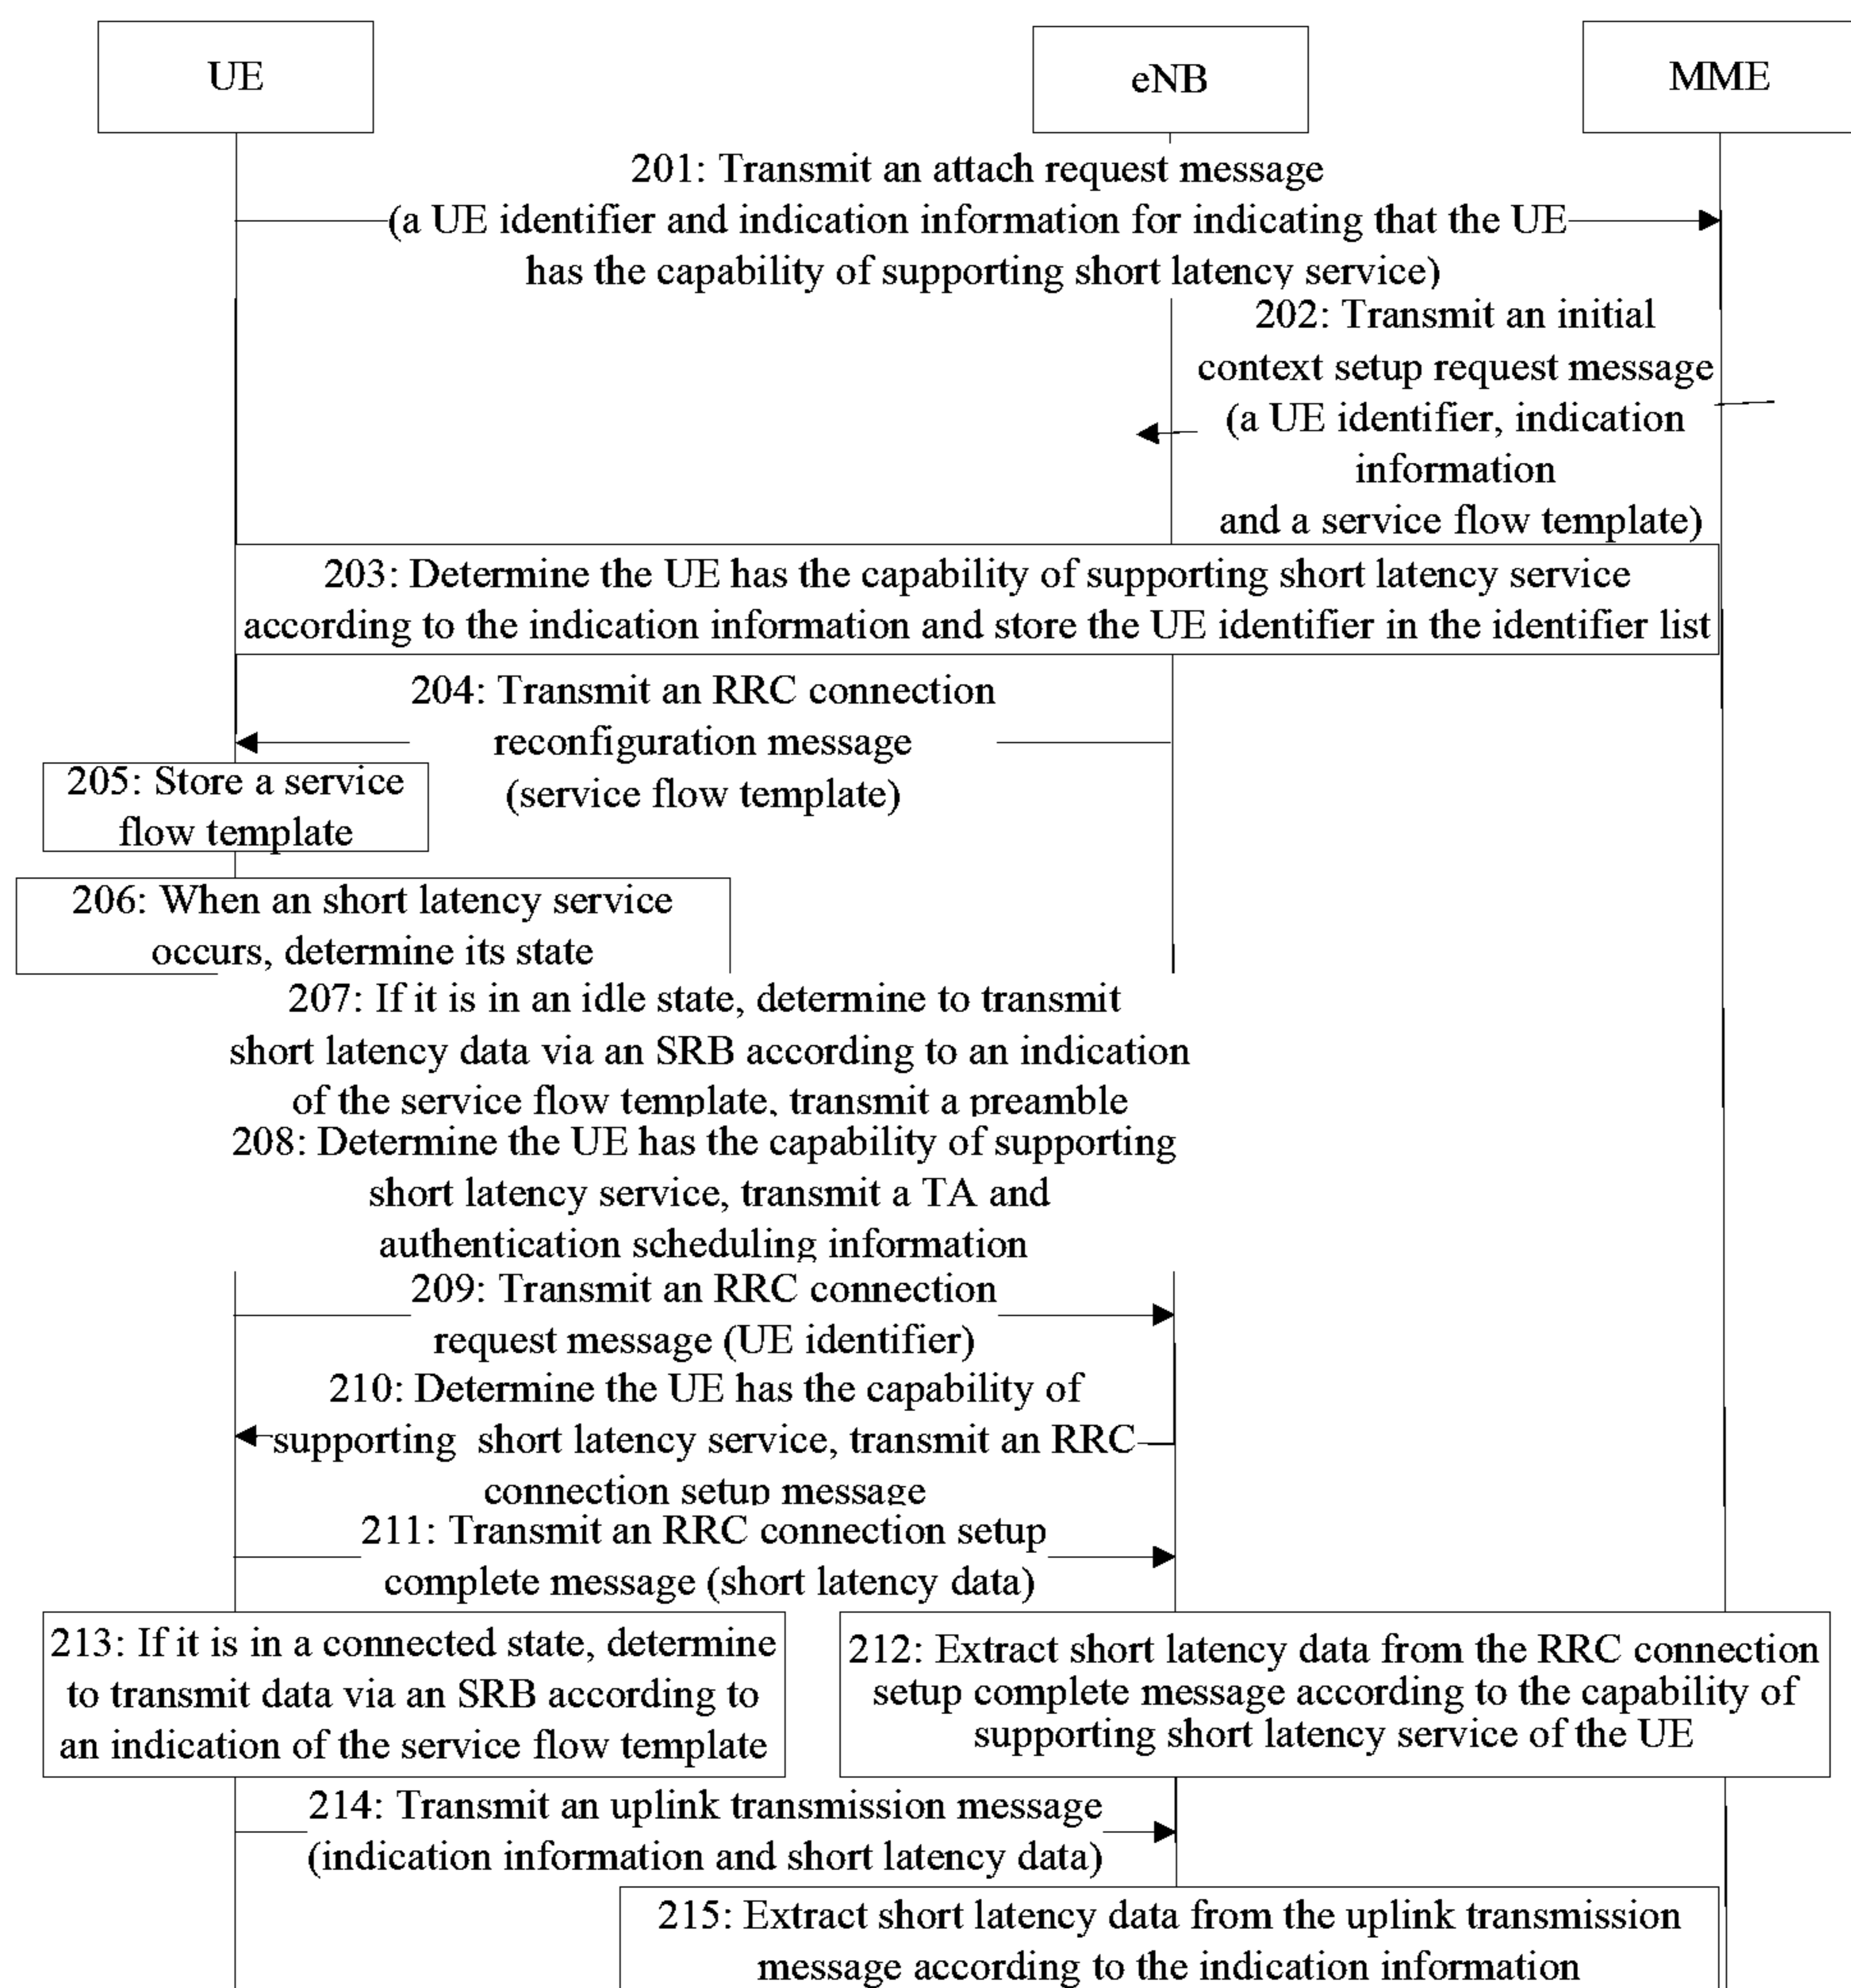 UE
eNB
MME
201: Transmit an attach request message
(a UE identifier and indication information for indicating that the UE
has the capability of supporting short latency service)
202: Transmit an initial
context setup request message
(a UE identifier, indication
information
and a service flow template)
203: Determine the UE has the capability of supporting short latency service
according to the indication information and store the UE identifier in the identifier list
204: Transmit an RRC connection
reconfiguration message
(service flow template)
205: Store a service
flow template
206: When an short latency service
occurs, determine its state
207: If it is in an idle state, determine to transmit
short latency data via an SRB according to an indication
of the service flow template, transmit a preamble
208: Determine the UE has the capability of supporting
short latency service, transmit a TA and
authentication scheduling information
209: Transmit an RRC connection
request message (UE identifier)
210: Determine the UE has the capability of
supporting short latency service, transmit an RRC
connection setup message
211: Transmit an RRC connection setup
complete message (short latency data)
213: If it is in a connected state, determine
to transmit data via an SRB according to
an indication of the service flow template
212: Extract short latency data from the RRC connection
setup complete message according to the capability of
supporting short latency service of the UE
214: Transmit an uplink transmission message
(indication information and short latency data)
215: Extract short latency data from the uplink transmission
message according to the indication information